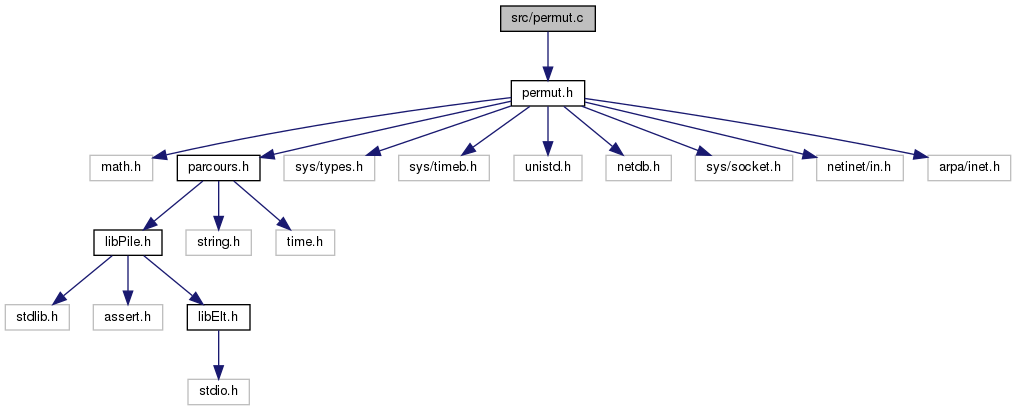 src/permut.c
permut.h
math.h
parcours.h
sys/types.h
sys/timeb.h
unistd.h
netdb.h
sys/socket.h
netinet/in.h
arpa/inet.h
libPile.h
string.h
time.h
stdlib.h
assert.h
libElt.h
stdio.h